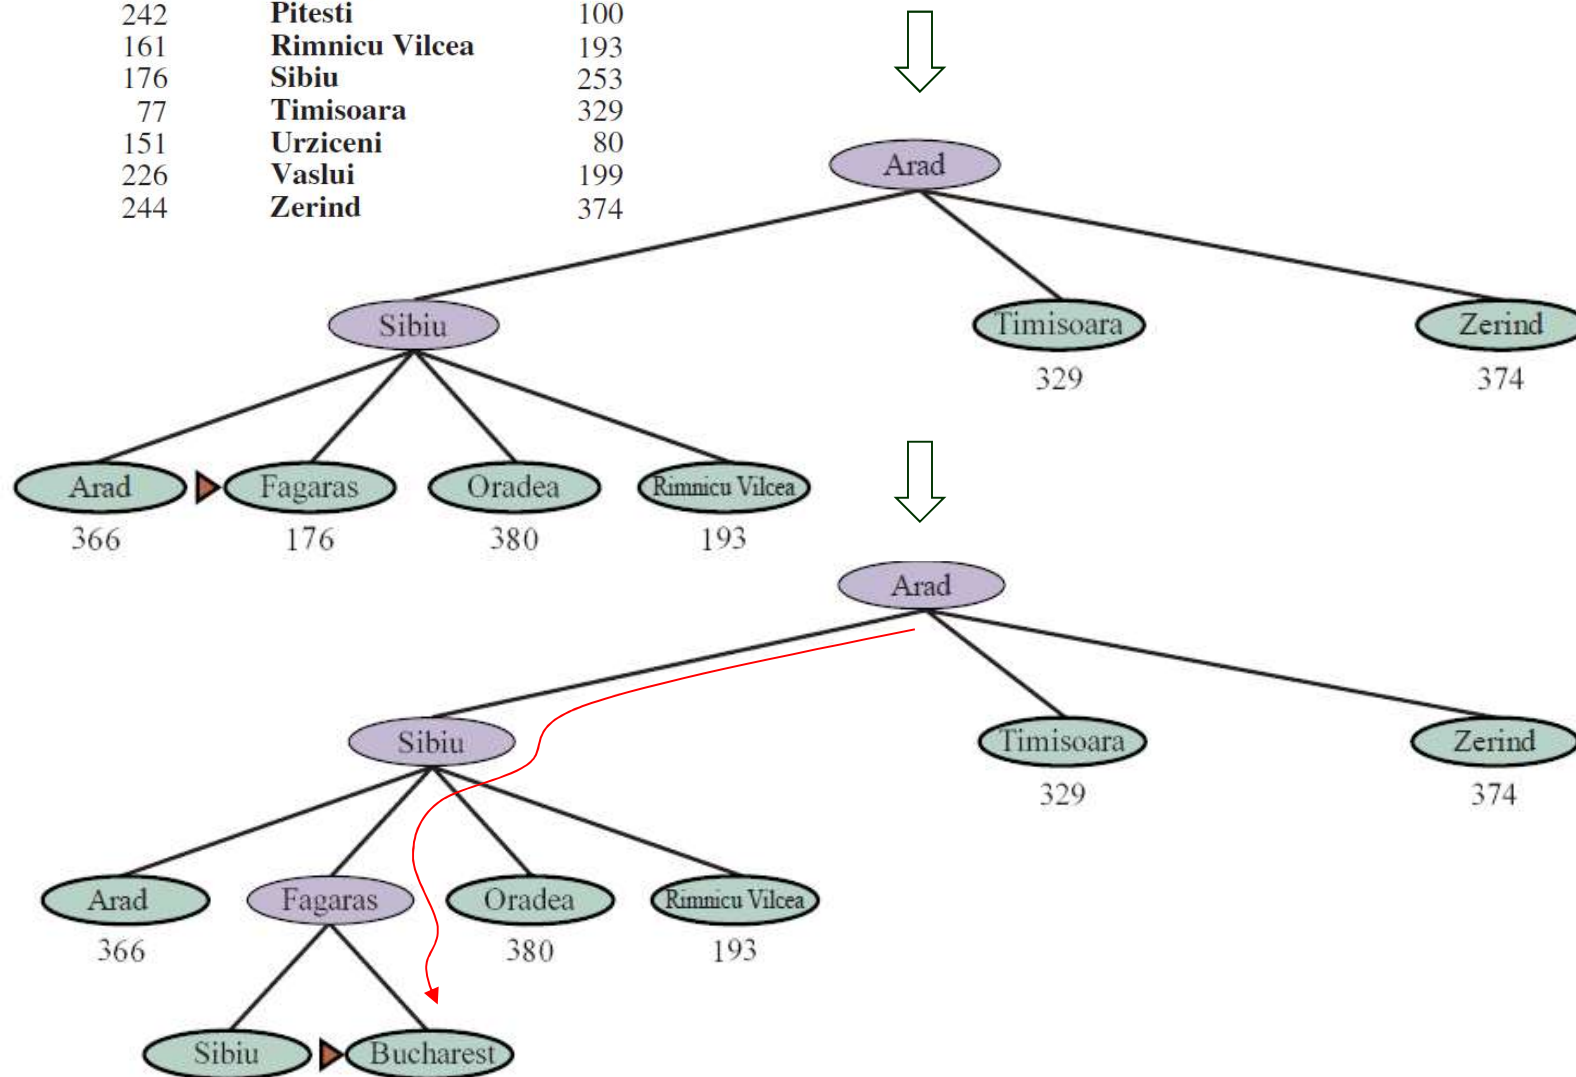 242 Pitesti 100
161 Rimnicu Vilcea 193
176 Sibiu 253
77 Timisoara 329
151 Urziceni 80
226 Vaslui 199
244 Zerind 374
Arad
Sibiu Timisoara Zerind
329 374
Arad Fagaras Oradea Rimnicu Vilcea
366 176 380 193
Arad
Sibiu Timisoara Zerind
329 374
Arad Fagaras Oradea Rimnicu Vilcea
366 380 193
Sibiu Bucharest